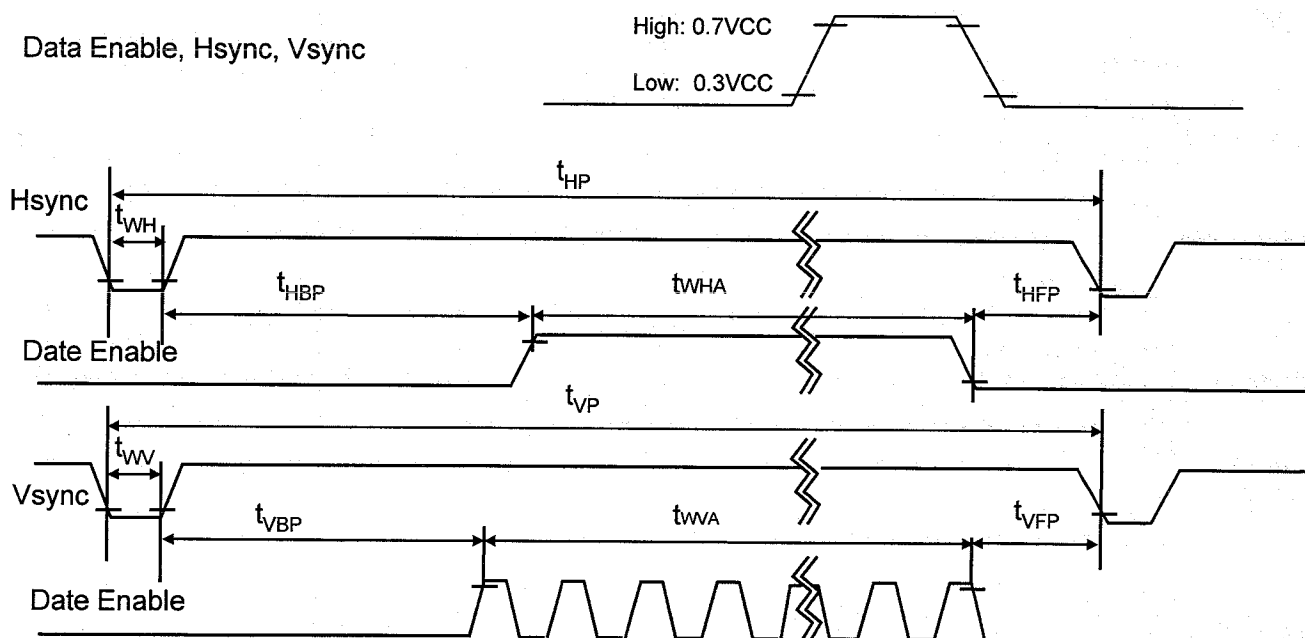 High: 0.7VCC
Data Enable, Hsync, Vsync
Low: 0.3VCC
tHP
Hsync
tWH
tHBP
tWHA
tHFP
Date Enable
tVP
tWV
Vsync
tVBP
tWVA
tVFP
Date Enable